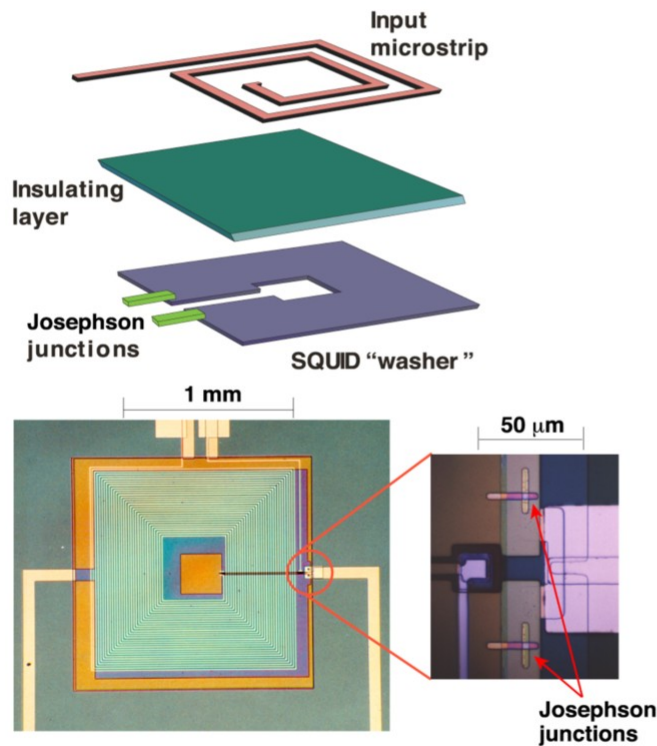 Input
microstrip
Insulating
layer
Josephson
junctions
SQUID “washer ”
1 mm
50 μm
Josephson
junctions